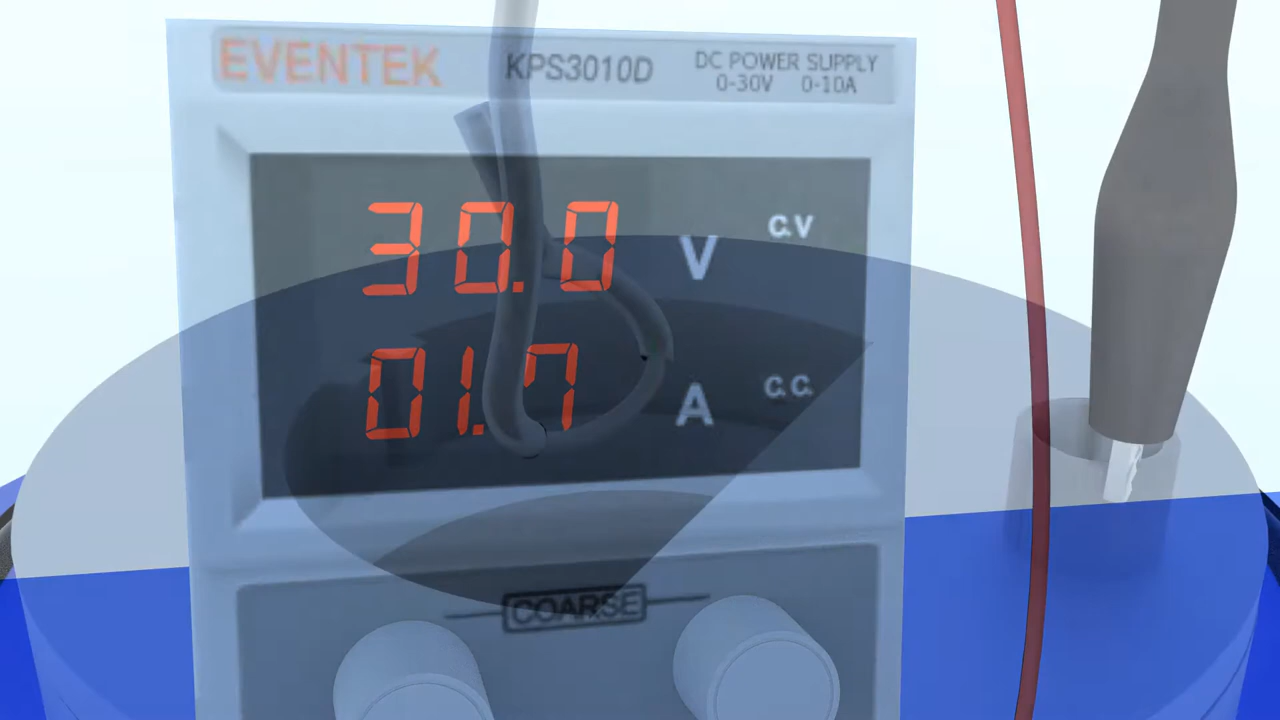 EVENTEK KPS3010D DC POWER SUPPLY
0-30V 0-10A
30.0 V C.V
01.7 A C.C.
COARSE